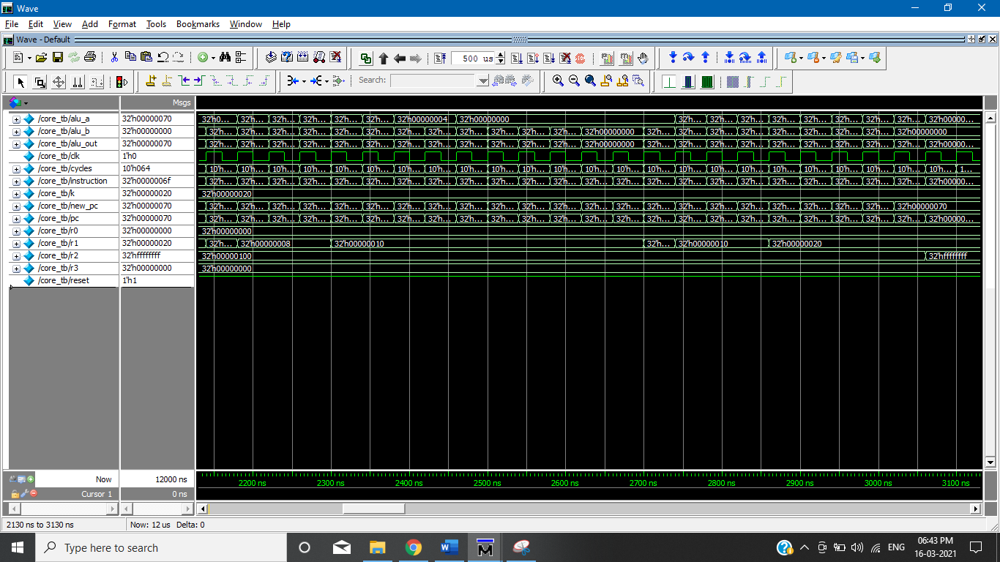 Wave
File Edit View Add Format Tools Bookmarks Window Help
Wave - Default
500 us
Search:
Msgs
/core_tb/alu_a 32'h00000070 32'h0... 32'h... 32'h... 32'h... 32'h... 32'h... 32'h00000004 32'h00000000 32'h... 32'h... 32'h... 32'h... 32'h... 32'h... 32'h... 32'h... 32'h00000...
/core_tb/alu_b 32'h00000000 32'h... 32'h... 32'h... 32'h... 32'h... 32'h... 32'h... 32'h... 32'h... 32'h... 32'h... 32'h... 32'h00000000 32'h... 32'h... 32'h... 32'h... 32'h... 32'h... 32'h... 32'h... 32'h00000000
/core_tb/alu_out 32'h00000070 32'h... 32'h... 32'h... 32'h... 32'h... 32'h... 32'h... 32'h... 32'h... 32'h... 32'h... 32'h... 32'h00000000 32'h... 32'h... 32'h... 32'h... 32'h... 32'h... 32'h... 32'h... 32'h... 32'h00000...
/core_tb/clk 1'h0
/core_tb/cycles 10'h064 10'h... 10'h... 10'h... 10'h... 10'h... 10'h... 10'h... 10'h... 10'h... 10'h... 10'h... 10'h... 10'h... 10'h... 10'h... 10'h... 10'h... 10'h... 10'h... 10'h... 10'h... 10'h... 10'h... 10'h... 1...
/core_tb/instruction 32'h0000006f 32'h... 32'h... 32'h... 32'h... 32'h... 32'h... 32'h... 32'h... 32'h... 32'h... 32'h... 32'h... 32'h... 32'h... 32'h... 32'h... 32'h... 32'h... 32'h... 32'h... 32'h... 32'h... 32'h... 32'h00000...
/core_tb/k 32'h00000020 32'h00000020
/core_tb/new_pc 32'h00000070 32'h... 32'h... 32'h... 32'h... 32'h... 32'h... 32'h... 32'h... 32'h... 32'h... 32'h... 32'h... 32'h... 32'h... 32'h... 32'h... 32'h... 32'h... 32'h... 32'h... 32'h... 32'h... 32'h00000070
/core_tb/pc 32'h00000070 32'h... 32'h... 32'h... 32'h... 32'h... 32'h... 32'h... 32'h... 32'h... 32'h... 32'h... 32'h... 32'h... 32'h... 32'h... 32'h... 32'h... 32'h... 32'h... 32'h... 32'h... 32'h... 32'h... 32'h00000...
/core_tb/r0 32'h00000000 32'h00000000
/core_tb/r1 32'h00000020 32'h... 32'h00000008 32'h00000010 32'h... 32'h00000010 32'h00000020
/core_tb/r2 32'hffffffff 32'h00000100 32'hffffffff
/core_tb/r3 32'h00000000 32'h00000000
/core_tb/reset 1'h1
Now 12000 ns 2200 ns 2300 ns 2400 ns 2500 ns 2600 ns 2700 ns 2800 ns 2900 ns 3000 ns 3100 ns
Cursor 1 0 ns
2130 ns to 3130 ns Now: 12 us Delta: 0
Type here to search
ENG
06:43 PM
16-03-2021